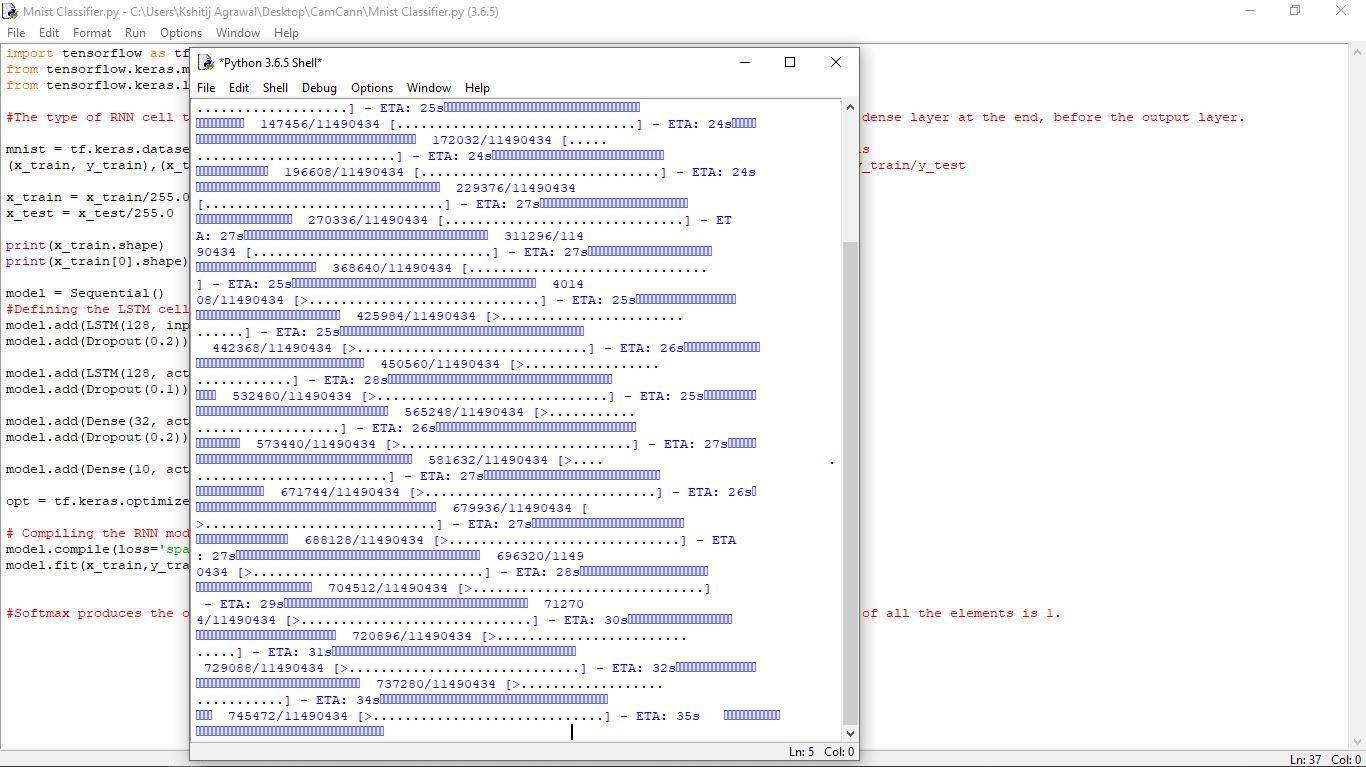 Mnist Classifier.py - C:\Users\Kshitij Agrawal\Desktop\CamCann\Mnist Classifier.py (3.6.5)
File Edit Format Run Options Window Help
import tensorflow as tf
from tensorflow.keras.m
from tensorflow.keras.l
#The type of RNN cell t
dense layer at the end, before the output layer.
mnist = tf.keras.datase
s
(x_train, y_train),(x_t
y_train/y_test
x_train = x_train/255.0
x_test = x_test/255.0
print(x_train.shape)
print(x_train[0].shape)
model = Sequential()
#Defining the LSTM cell
model.add(LSTM(128, inp
model.add(Dropout(0.2))
model.add(LSTM(128, act
model.add(Dropout(0.1))
model.add(Dense(32, act
model.add(Dropout(0.2))
model.add(Dense(10, act
opt = tf.keras.optimize
# Compiling the RNN mod
model.compile(loss='spa
model.fit(x_train,y_tra
#Softmax produces the o
of all the elements is 1.
*Python 3.6.5 Shell*
File Edit Shell Debug Options Window Help
...................] - ETA: 25s
147456/11490434 [..............................] - ETA: 24s
172032/11490434 [.....
.........................] - ETA: 24s
196608/11490434 [..............................] - ETA: 24s
229376/11490434
[..............................] - ETA: 27s
270336/11490434 [..............................] - ET
A: 27s 311296/114
90434 [..............................] - ETA: 27s
368640/11490434 [..............................
] - ETA: 25s 4014
08/11490434 [>.............................] - ETA: 25s
425984/11490434 [>.......................
......] - ETA: 25s
442368/11490434 [>.............................] - ETA: 26s
450560/11490434 [>.................
............] - ETA: 28s
532480/11490434 [>.............................] - ETA: 25s
565248/11490434 [>...........
..................] - ETA: 26s
573440/11490434 [>.............................] - ETA: 27s
581632/11490434 [>....
........................] - ETA: 27s
671744/11490434 [>.............................] - ETA: 26s
679936/11490434 [
>.............................] - ETA: 27s
688128/11490434 [>.............................] - ETA
: 27s 696320/1149
0434 [>.............................] - ETA: 28s
704512/11490434 [>.............................]
- ETA: 29s 71270
4/11490434 [>.............................] - ETA: 30s
720896/11490434 [>........................
.....] - ETA: 31s
729088/11490434 [>.............................] - ETA: 32s
737280/11490434 [>..................
...........] - ETA: 34s
745472/11490434 [>.............................] - ETA: 35s
Ln: 5 Col: 0
Ln: 37 Col: 0